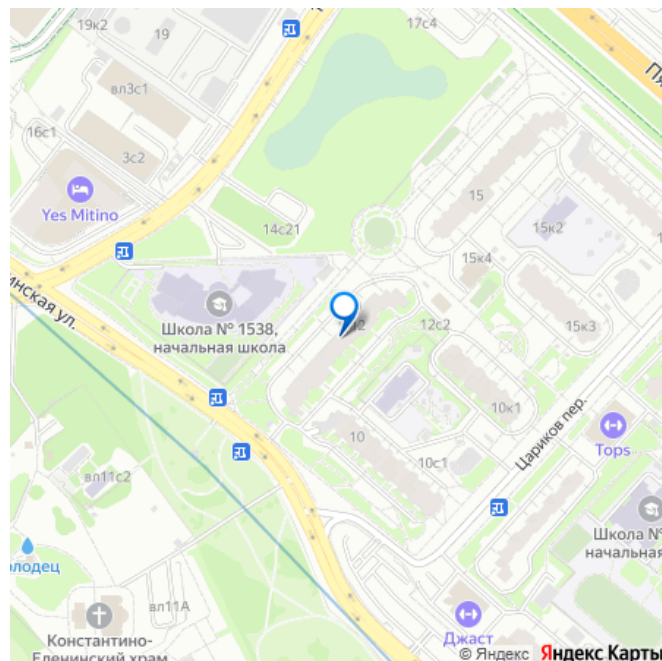 19к2
19
17с4
вл3с1
16с1
3с2
Yes Mitino
15
14с21
15к2
15к4
инская ул.
Школа № 1538,
начальная школа
12с2
15к3
10к1
Цариков пер.
Tops
10
10с1
вл11с2
Школа №
начальная
олодец
вл11А
Константино-
Еленинский храм
Джаст
© Яндекс Яндекс Карты